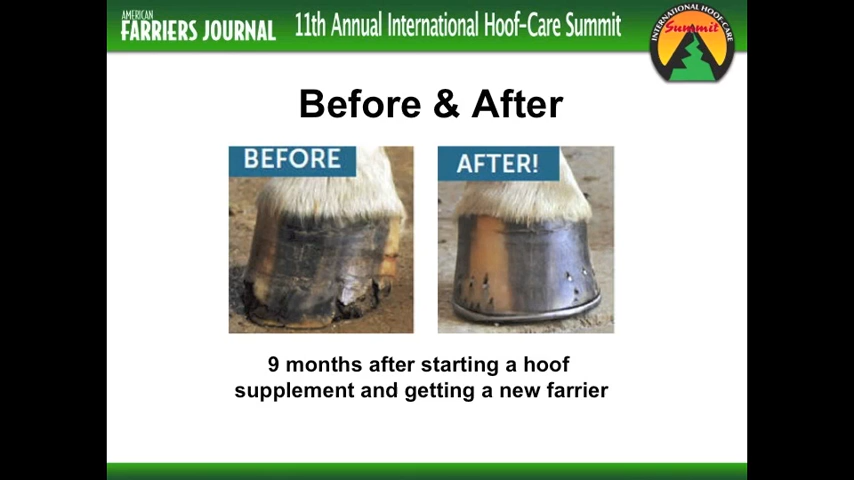 AMERICAN
FARRIERS JOURNAL
11th Annual International Hoof-Care Summit
INTERNATIONAL HOOF-CARE
Summit
Before & After
BEFORE
AFTER!
9 months after starting a hoof
supplement and getting a new farrier